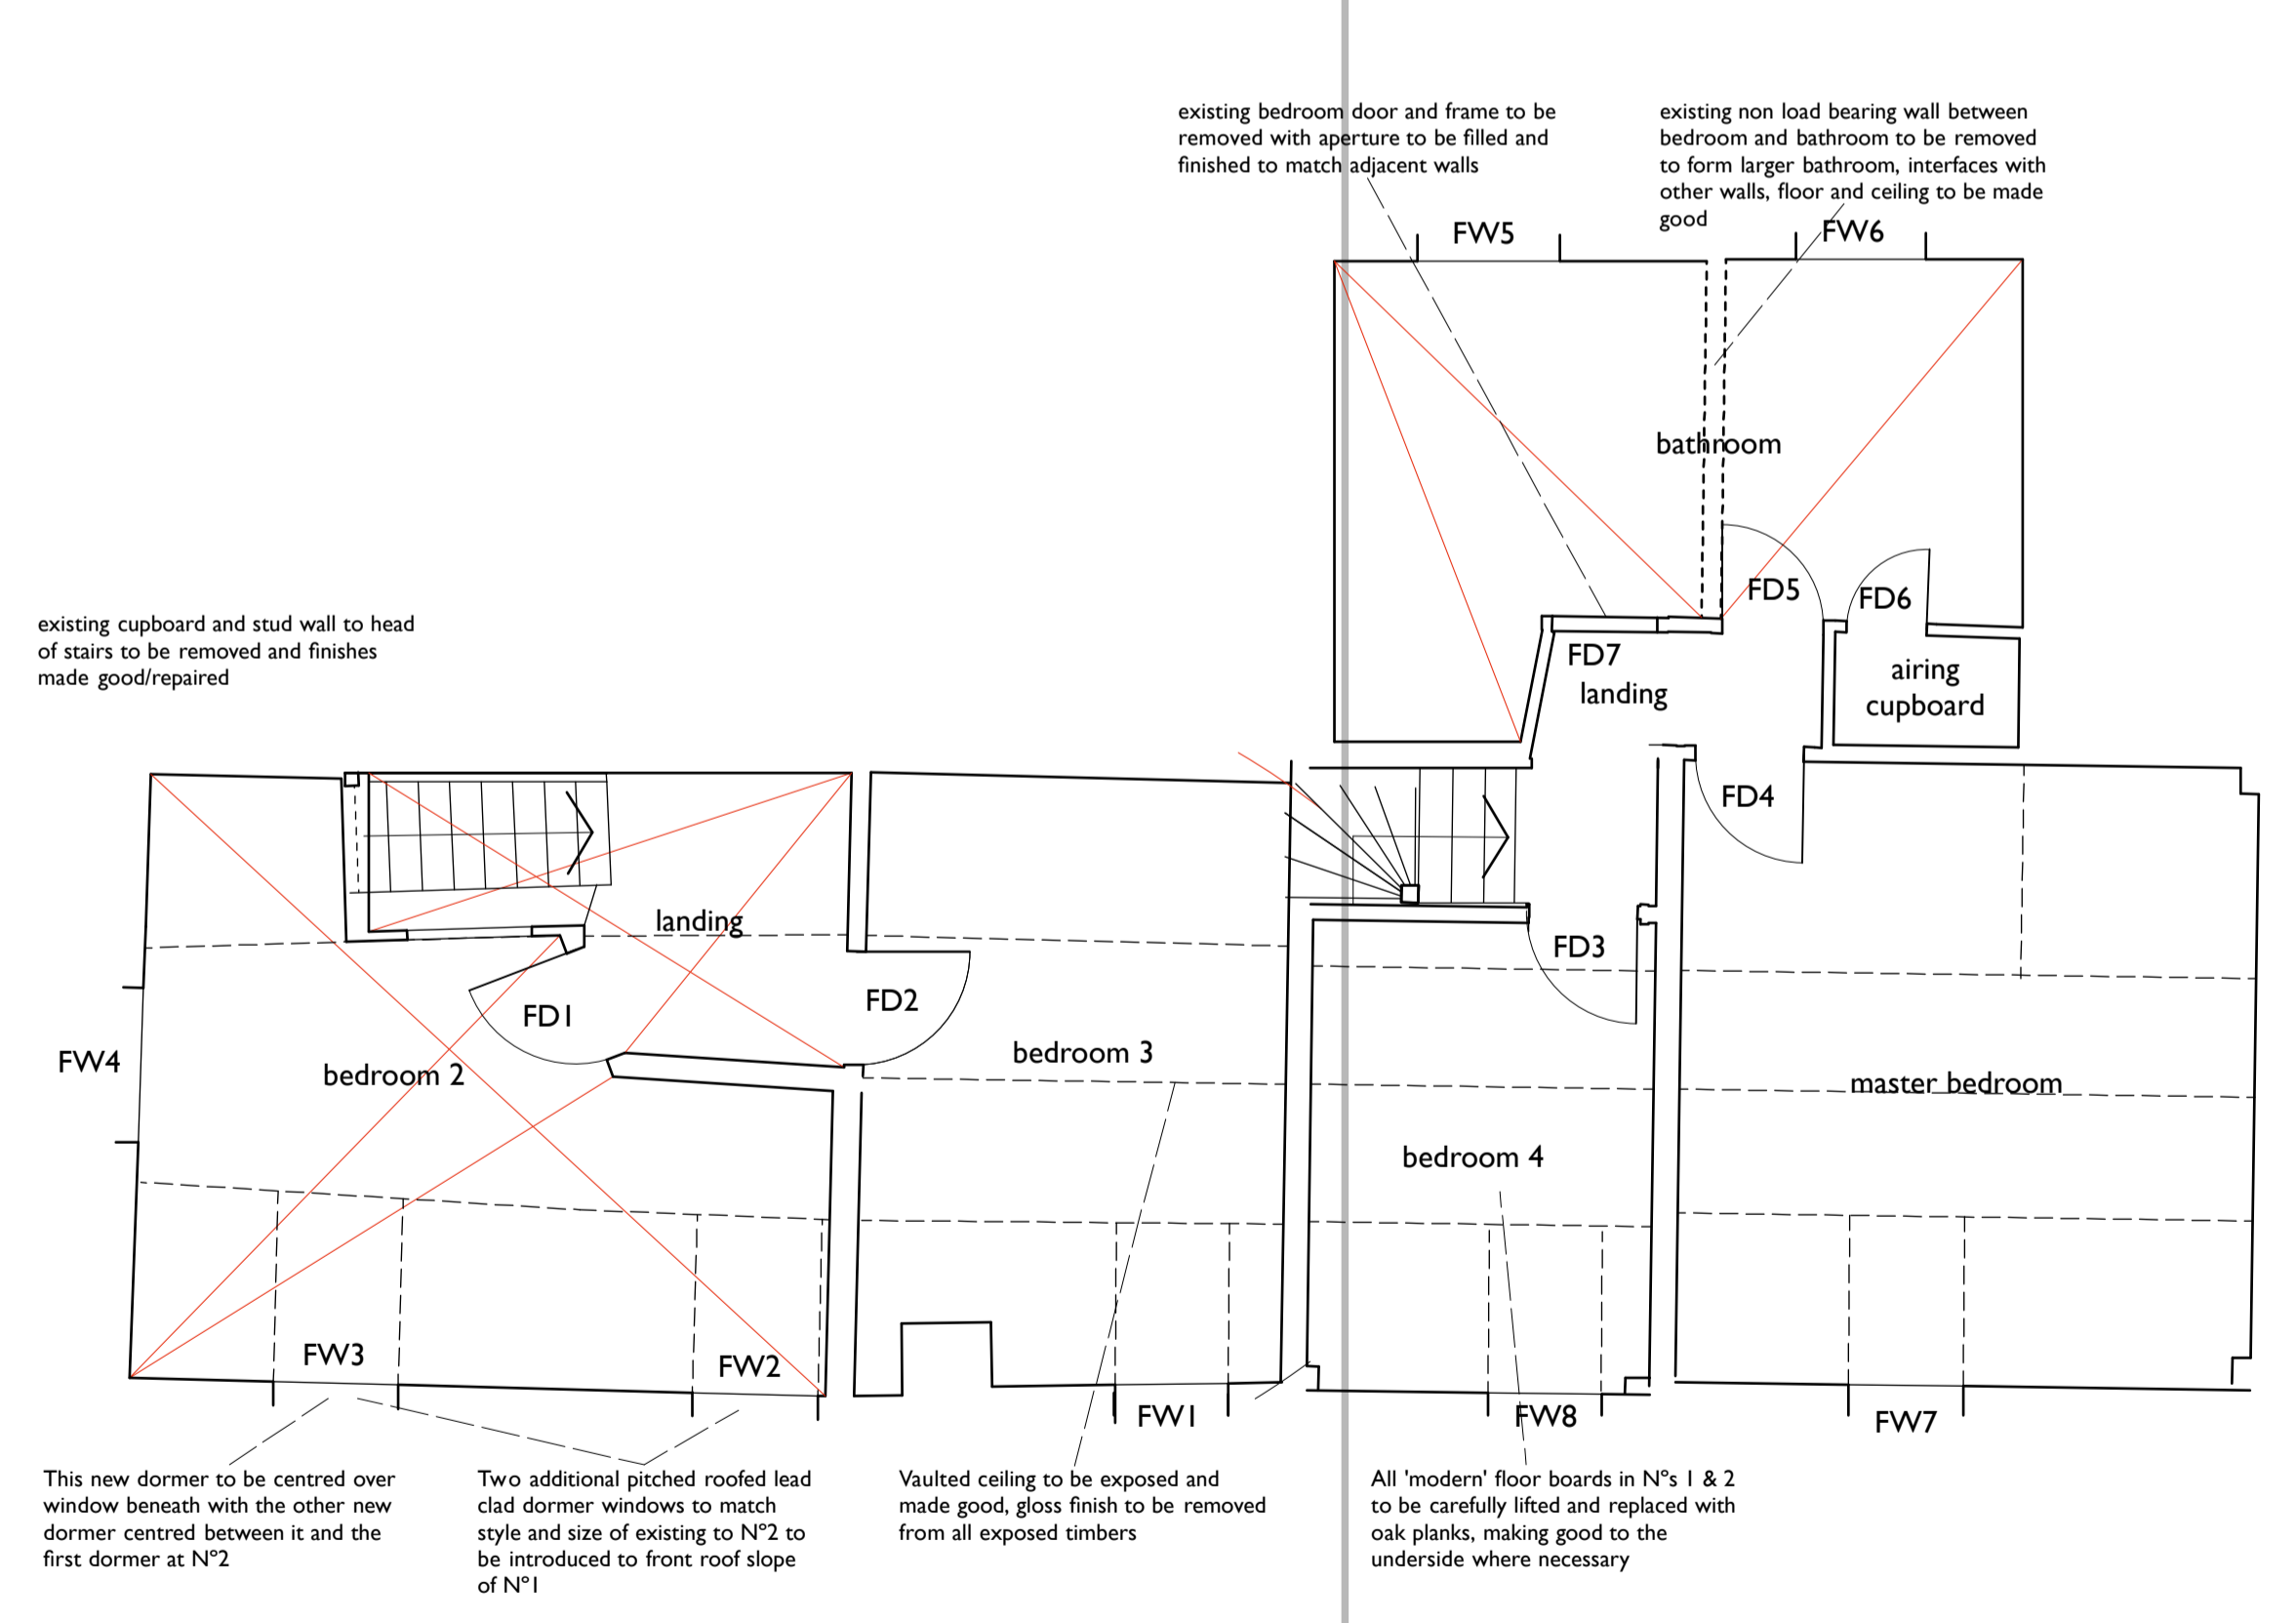 existing bedroom door and frame to be
removed with aperture to be filled and
finished to match adjacent walls
existing non load bearing wall between
bedroom and bathroom to be removed
to form larger bathroom, interfaces with
other walls, floor and ceiling to be made
good
FW5
FW6
bathroom
FD5
FD6
FD7
landing
airing
cupboard
existing cupboard and stud wall to head
of stairs to be removed and finishes
made good/repaired
FD4
landing
FD3
FD1
FD2
FW4
bedroom 2
bedroom 3
master bedroom
bedroom 4
FW3
FW2
FW1
FW8
FW7
This new dormer to be centred over
window beneath with the other new
dormer centred between it and the
first dormer at Nº2
Two additional pitched roofed lead
clad dormer windows to match
style and size of existing to Nº2 to
be introduced to front roof slope
of Nº1
Vaulted ceiling to be exposed and
made good, gloss finish to be removed
from all exposed timbers
All 'modern' floor boards in Nºs 1 & 2
to be carefully lifted and replaced with
oak planks, making good to the
underside where necessary